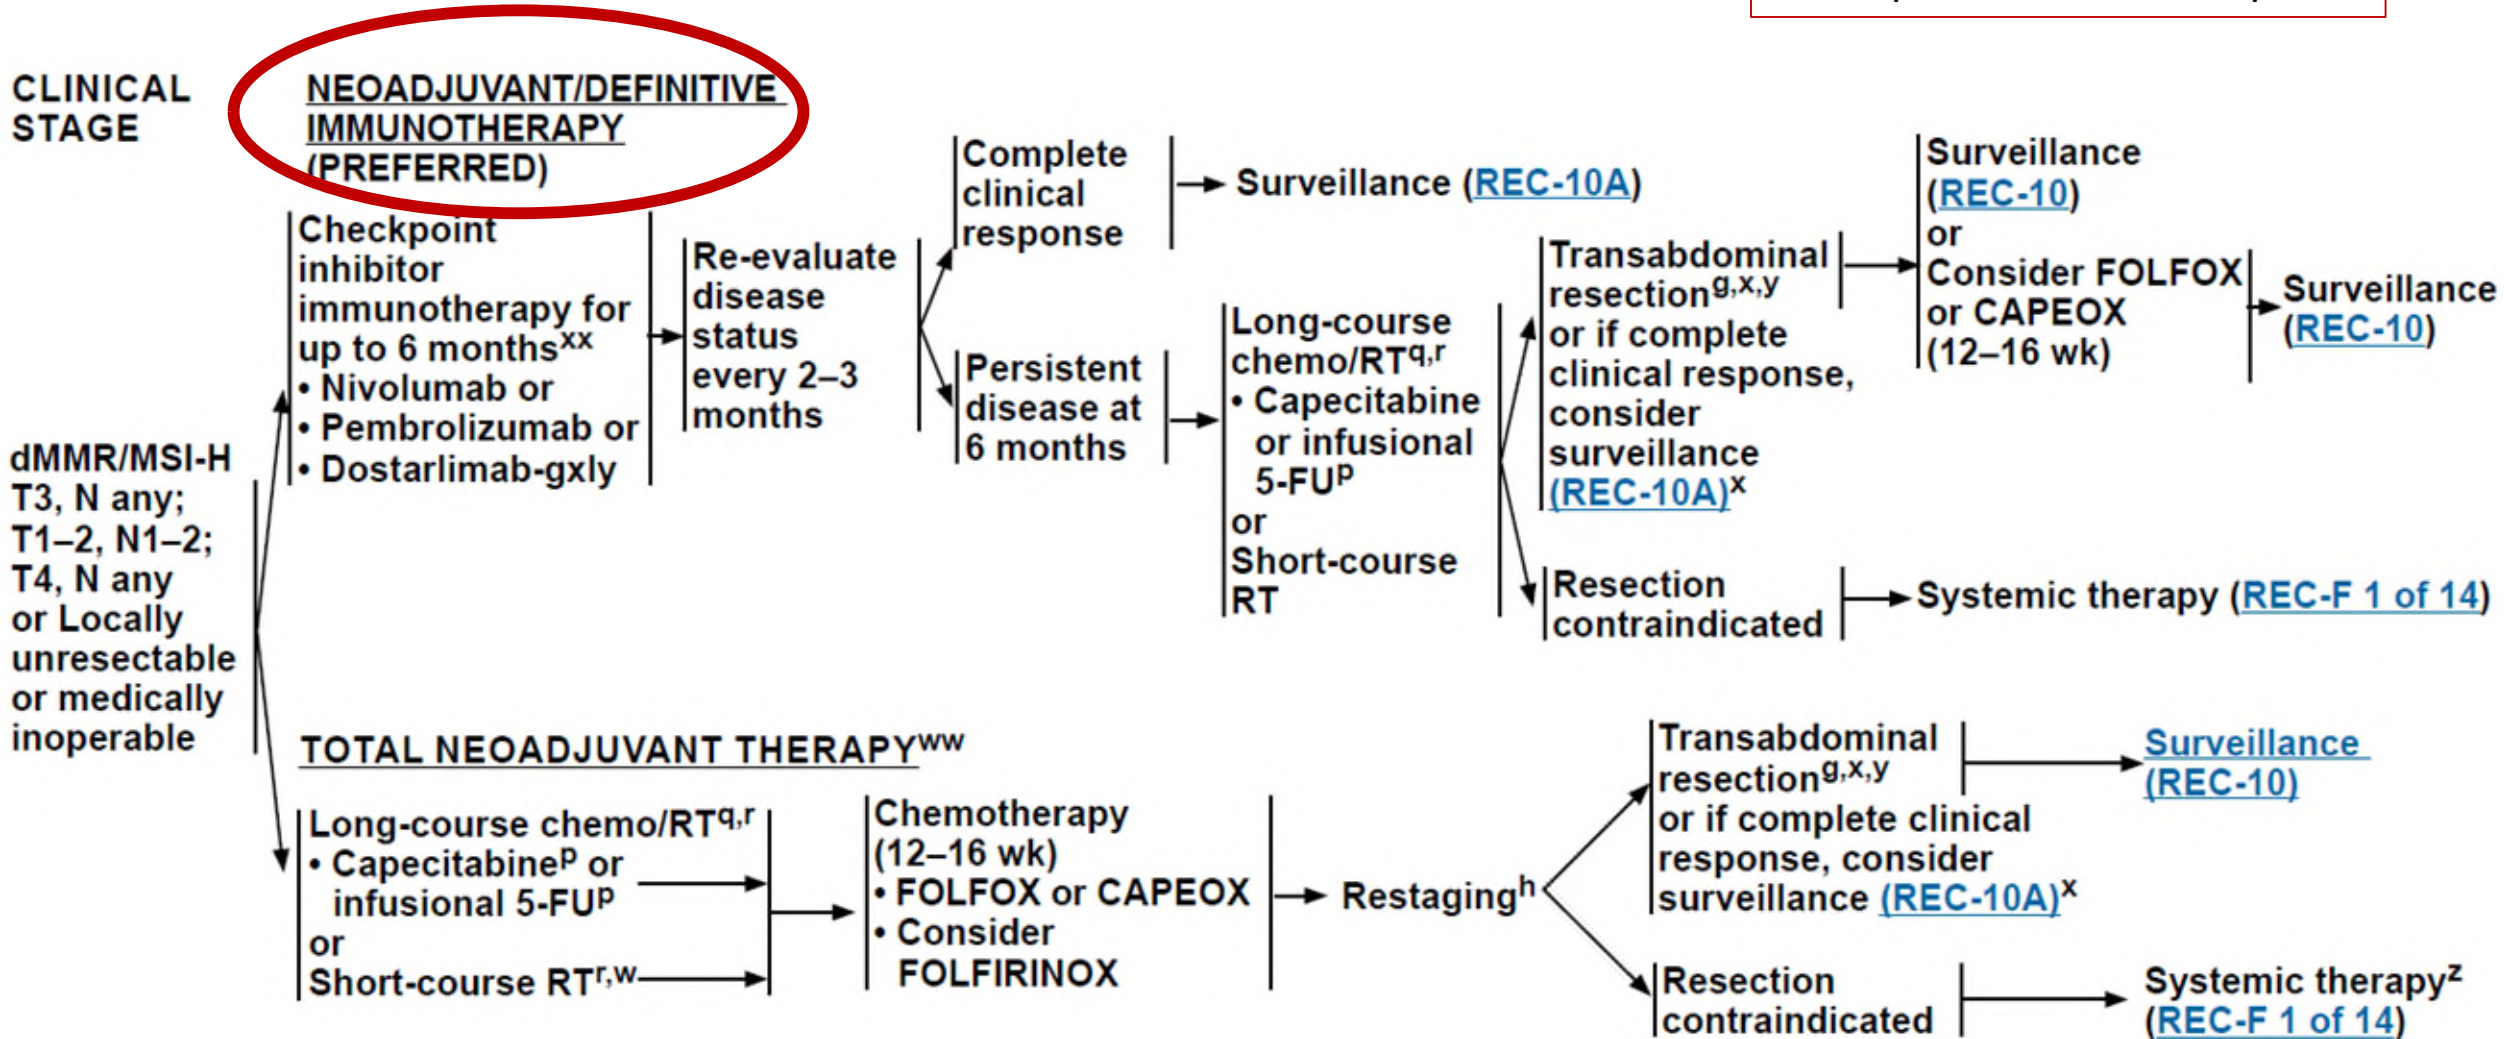 CLINICAL
STAGE
NEOADJUVANT/DEFINITIVE
IMMUNOTHERAPY
(PREFERRED)
Checkpoint
inhibitor
immunotherapy for
up to 6 monthsxx
• Nivolumab or
• Pembrolizumab or
• Dostarlimab-gxly
Re-evaluate
disease
status
every 2–3
months
Complete
clinical
response
Surveillance (REC-10A)
Persistent
disease at
6 months
Long-course
chemo/RTq,r
• Capecitabine
or infusional
5-FUp
or
Short-course
RT
Transabdominal
resectiong,x,y
or if complete
clinical response,
consider
surveillance
(REC-10A)x
Surveillance
(REC-10)
or
Consider FOLFOX
or CAPEOX
(12–16 wk)
Surveillance
(REC-10)
Resection
contraindicated
Systemic therapy (REC-F 1 of 14)
dMMR/MSI-H
T3, N any;
T1–2, N1–2;
T4, N any
or Locally
unresectable
or medically
inoperable
TOTAL NEOADJUVANT THERAPYww
Long-course chemo/RTq,r
• Capecitabinep or
infusional 5-FUp
or
Short-course RTr,w
Chemotherapy
(12–16 wk)
• FOLFOX or CAPEOX
• Consider
FOLFIRINOX
Restagingh
Transabdominal
resectiong,x,y
or if complete clinical
response, consider
surveillance (REC-10A)x
Surveillance
(REC-10)
Resection
contraindicated
Systemic therapyz
(REC-F 1 of 14)